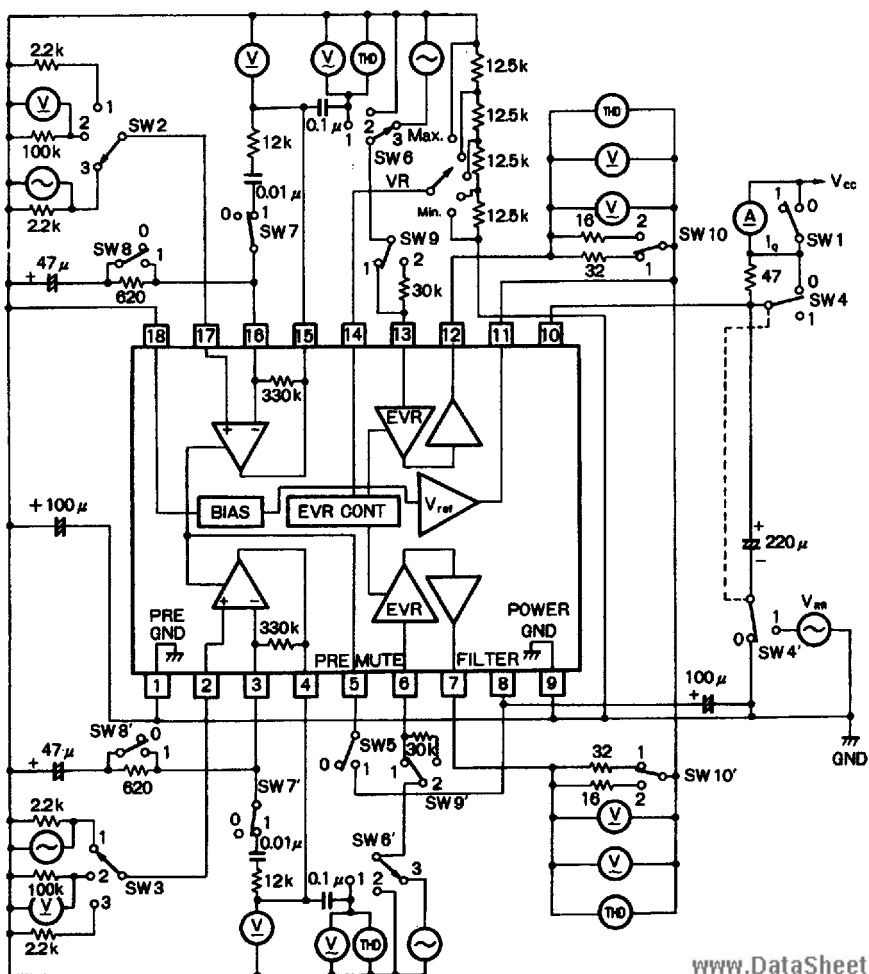 2.2k
V
100k
2.2k
1
2
3
SW2
V
12k
0.01μ
0
1
SW7
0.1μ
V
THD
1
2
3
SW6
VR
Max.
Min.
12.5k
12.5k
12.5k
12.5k
THD
V
V
16
2
SW10
32
1
Vcc
A
1
0
SW1
IQ
47
0
SW4
1
SW8
0
1
47μ
+
620
SW9
1
2
30k
18
17
16
15
14
13
12
11
10
330k
+
−
EVR
BIAS
EVR CONT
Vref
+100μ
+
−
EVR
PRE
GND
330k
PRE MUTE
FILTER
POWER
GND
1
2
3
4
5
6
7
8
9
+
220μ
−
VRR
1
0
SW4'
100μ
+
GND
SW8'
0
1
47μ
+
620
SW7'
0
1
0.01μ
12k
V
SW5
0
1
30k
1
2
SW9'
SW6'
3
2
0.1μ
1
V
THD
32
1
SW10'
16
2
V
V
THD
2.2k
1
100k
2
SW3
V
3
2.2k
www.DataSheet